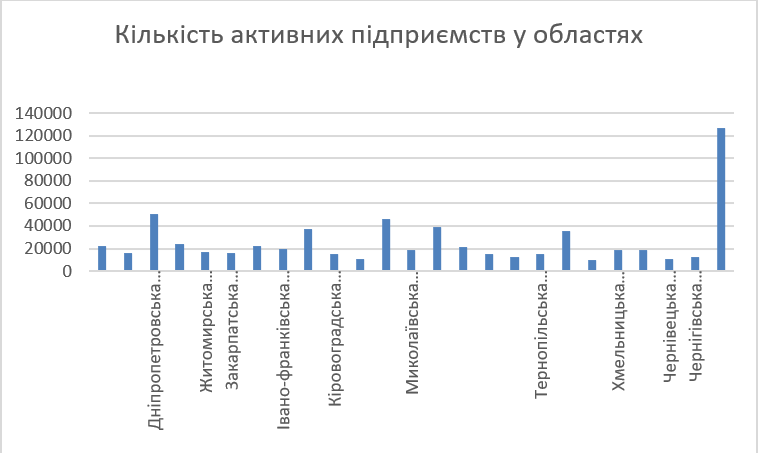 Кількість активних підприємств у областях
140000
120000
100000
80000
60000
40000
20000
0
Дніпропетровська...
Житомирська...
Закарпатська...
Івано-франківська...
Кіровоградська...
Миколаївська...
Тернопільська...
Хмельницька...
Чернівецька...
Чернігівська...